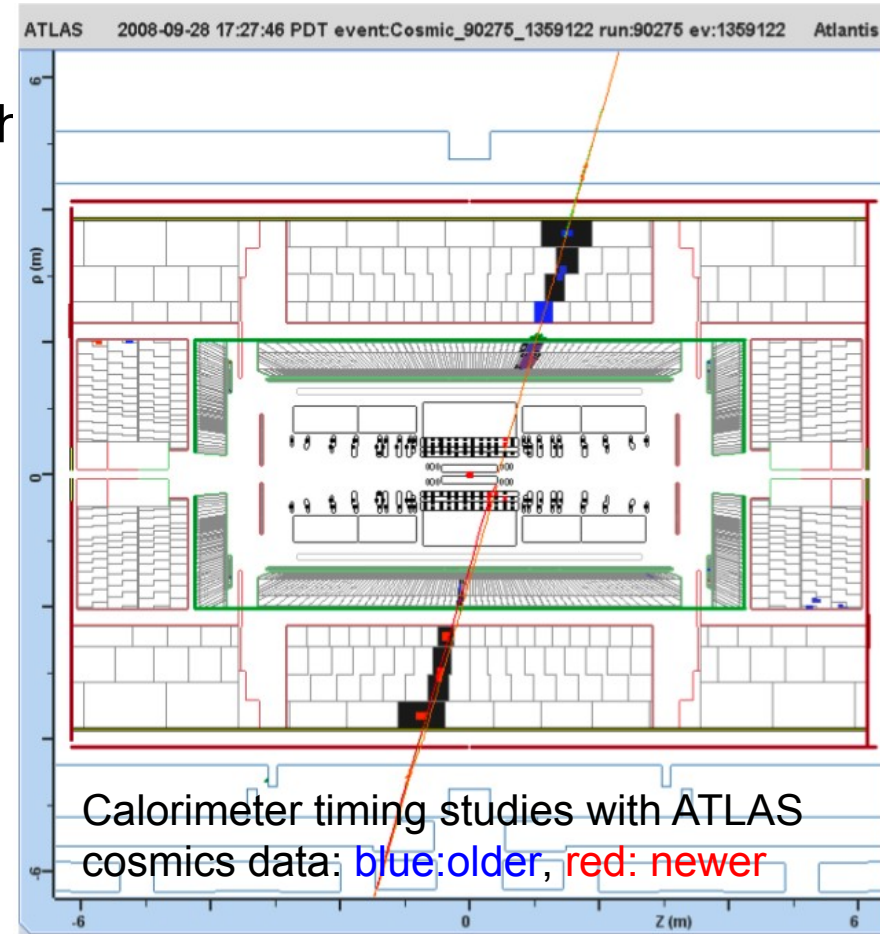 ATLAS 2008-09-28 17:27:46 PDT event:Cosmic_90275_1359122 run:90275 ev:1359122 Atlantis
6
ρ (m)
0
-6
Calorimeter timing studies with ATLAS
cosmics data: blue:older, red: newer
-6 0 Z (m) 6